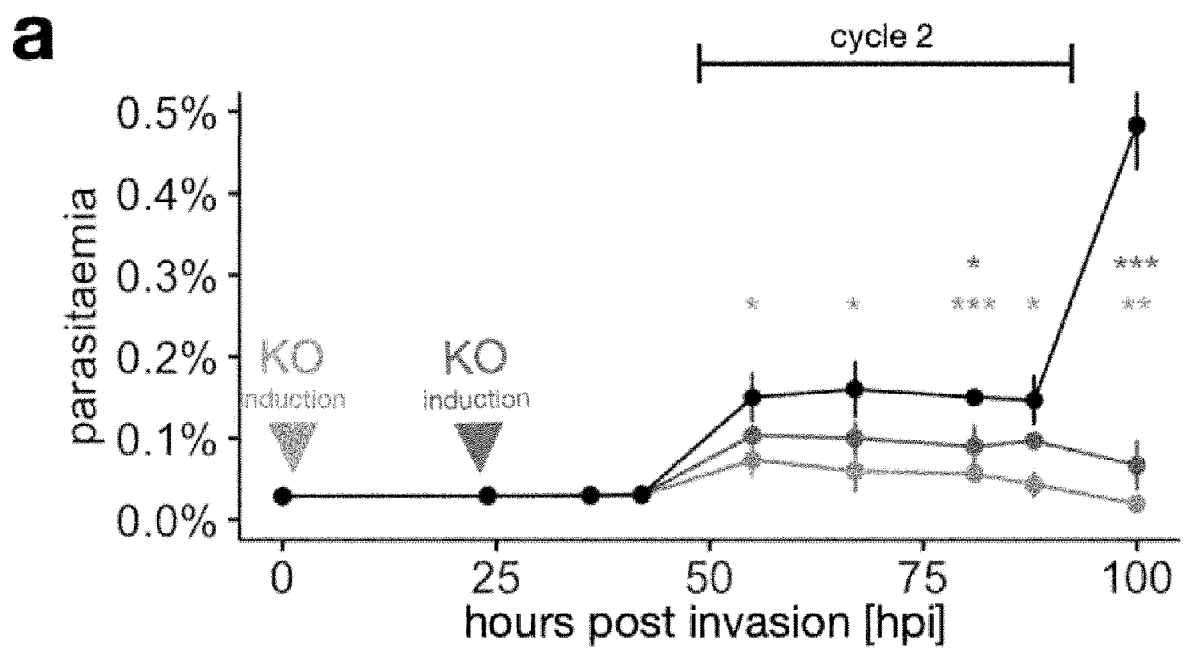 a
cycle 2
0.5%
0.4%
0.3%
0.2%
0.1%
0.0%
parasitaemia
*
***
*
*
***
*
**
KO
induction
KO
induction
0
25
50
75
100
hours post invasion [hpi]